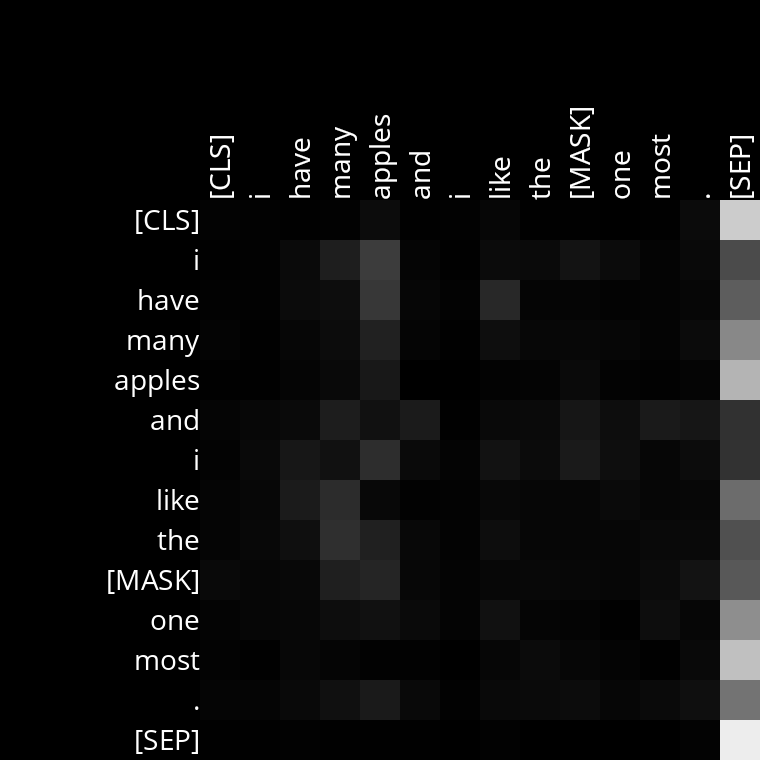 [CLS] i have many apples and i like the [MASK] one most . [SEP]
[CLS]
i
have
many
apples
and
i
like
the
[MASK]
one
most
.
[SEP]